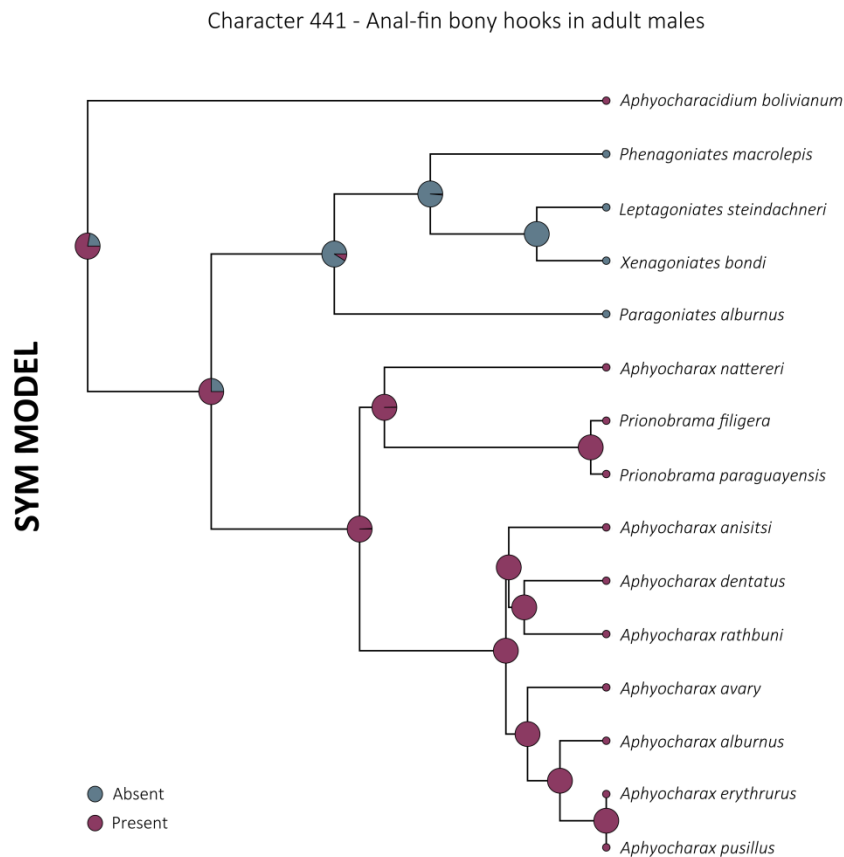 Character 441 - Anal-fin bony hooks in adult males
SYM MODEL
Aphyocharacidium bolivianum
Phenagoniates macrolepis
Leptagoniates steindachneri
Xenagoniates bondi
Paragoniates alburnus
Aphyocharax nattereri
Prionobrama filigera
Prionobrama paraguayensis
Aphyocharax anisitsi
Aphyocharax dentatus
Aphyocharax rathbuni
Aphyocharax avary
Aphyocharax alburnus
Aphyocharax erythrurus
Aphyocharax pusillus
Absent
Present